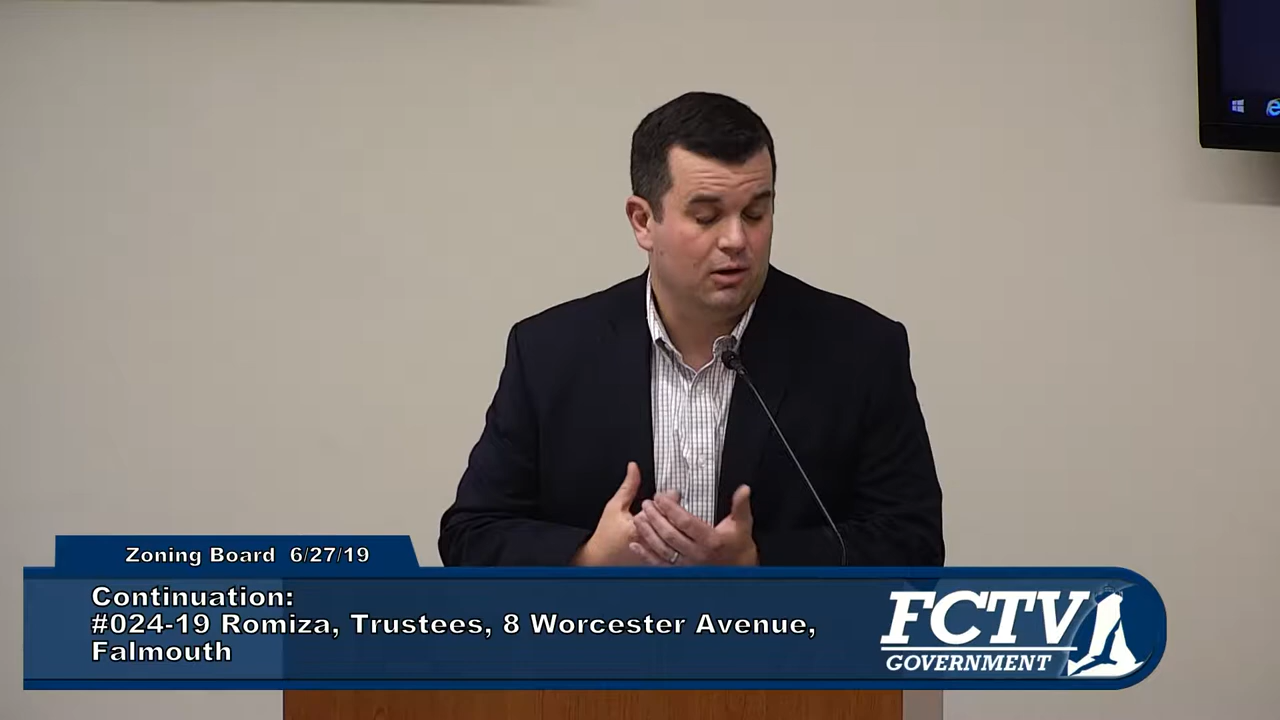 Zoning Board 6/27/19
Continuation:
#024-19 Romiza, Trustees, 8 Worcester Avenue,
Falmouth
FCTV
GOVERNMENT